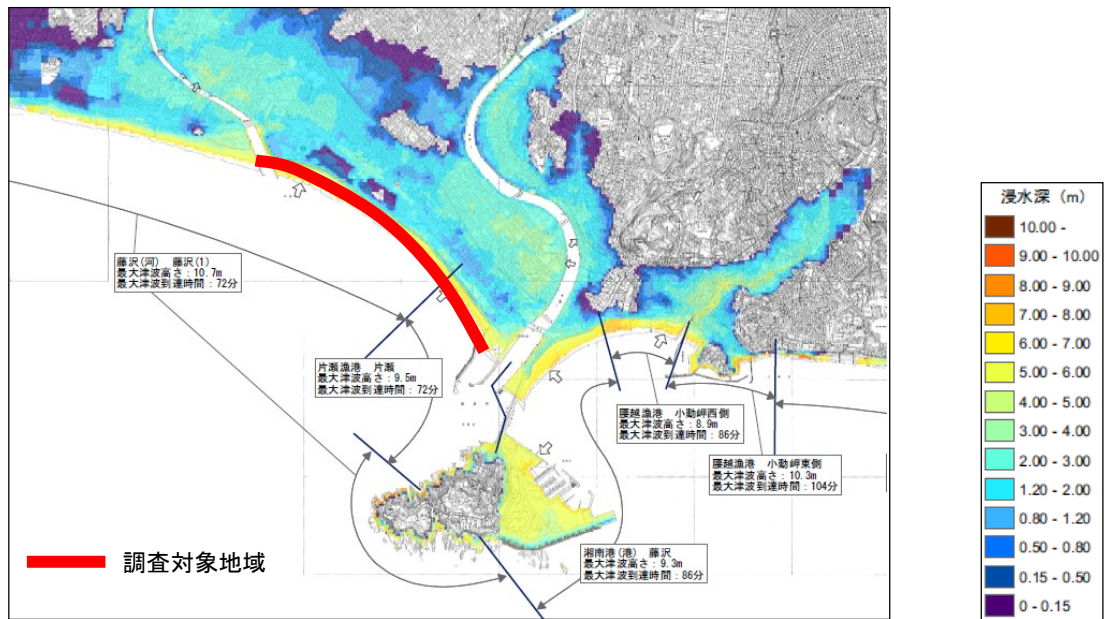 藤沢(河) 藤沢(1)
最大津波高さ：10.7m
最大津波到達時間：72分
片瀬漁港 片瀬
最大津波高さ：9.5m
最大津波到達時間：72分
腰越漁港 小動岬西側
最大津波高さ：8.9m
最大津波到達時間：86分
腰越漁港 小動岬東側
最大津波高さ：10.3m
最大津波到達時間：104分
湘南港(港) 藤沢
最大津波高さ：9.3m
最大津波到達時間：86分
調査対象地域
浸水深 (m)
10.00 -
9.00 - 10.00
8.00 - 9.00
7.00 - 8.00
6.00 - 7.00
5.00 - 6.00
4.00 - 5.00
3.00 - 4.00
2.00 - 3.00
1.20 - 2.00
0.80 - 1.20
0.50 - 0.80
0.15 - 0.50
0 - 0.15